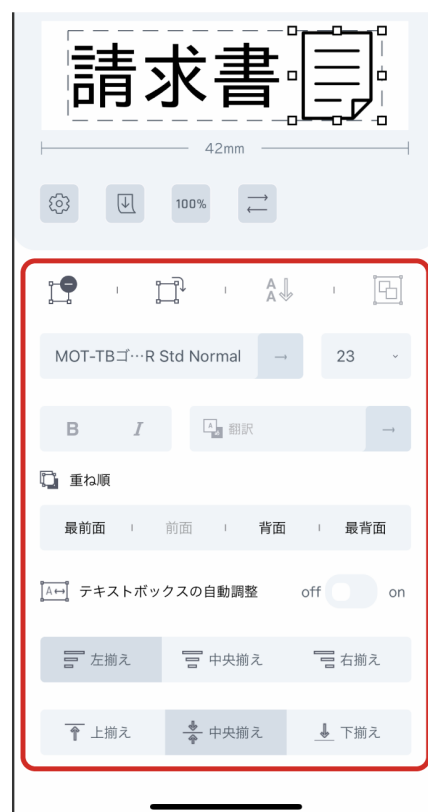 請求書
42mm
100%
A
A
MOT-TBゴ…R Std Normal → 23
B I A 翻訳 →
重ね順
最前面 前面 背面 最背面
A テキストボックスの自動調整 off on
左揃え 中央揃え 右揃え
上揃え 中央揃え 下揃え